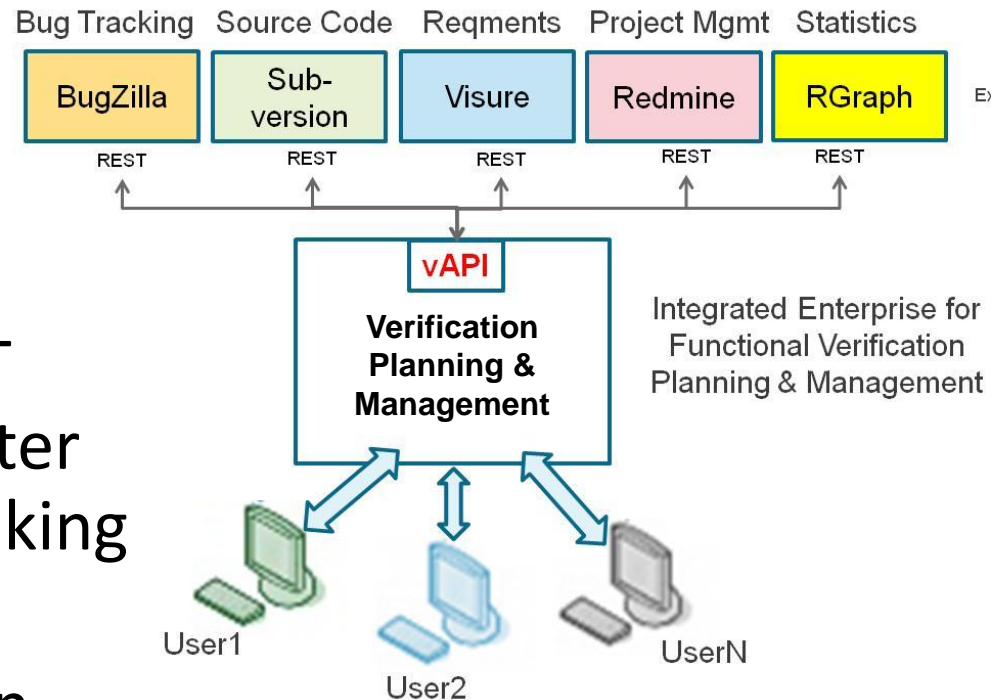 Bug Tracking Source Code Reqments Project Mgmt Statistics
BugZilla
Sub-
version
Visure
Redmine
RGraph
REST REST REST REST REST
vAPI
Verification
Planning &
Management
Integrated Enterprise for
Functional Verification
Planning & Management
ter
king
User1
User2
UserN